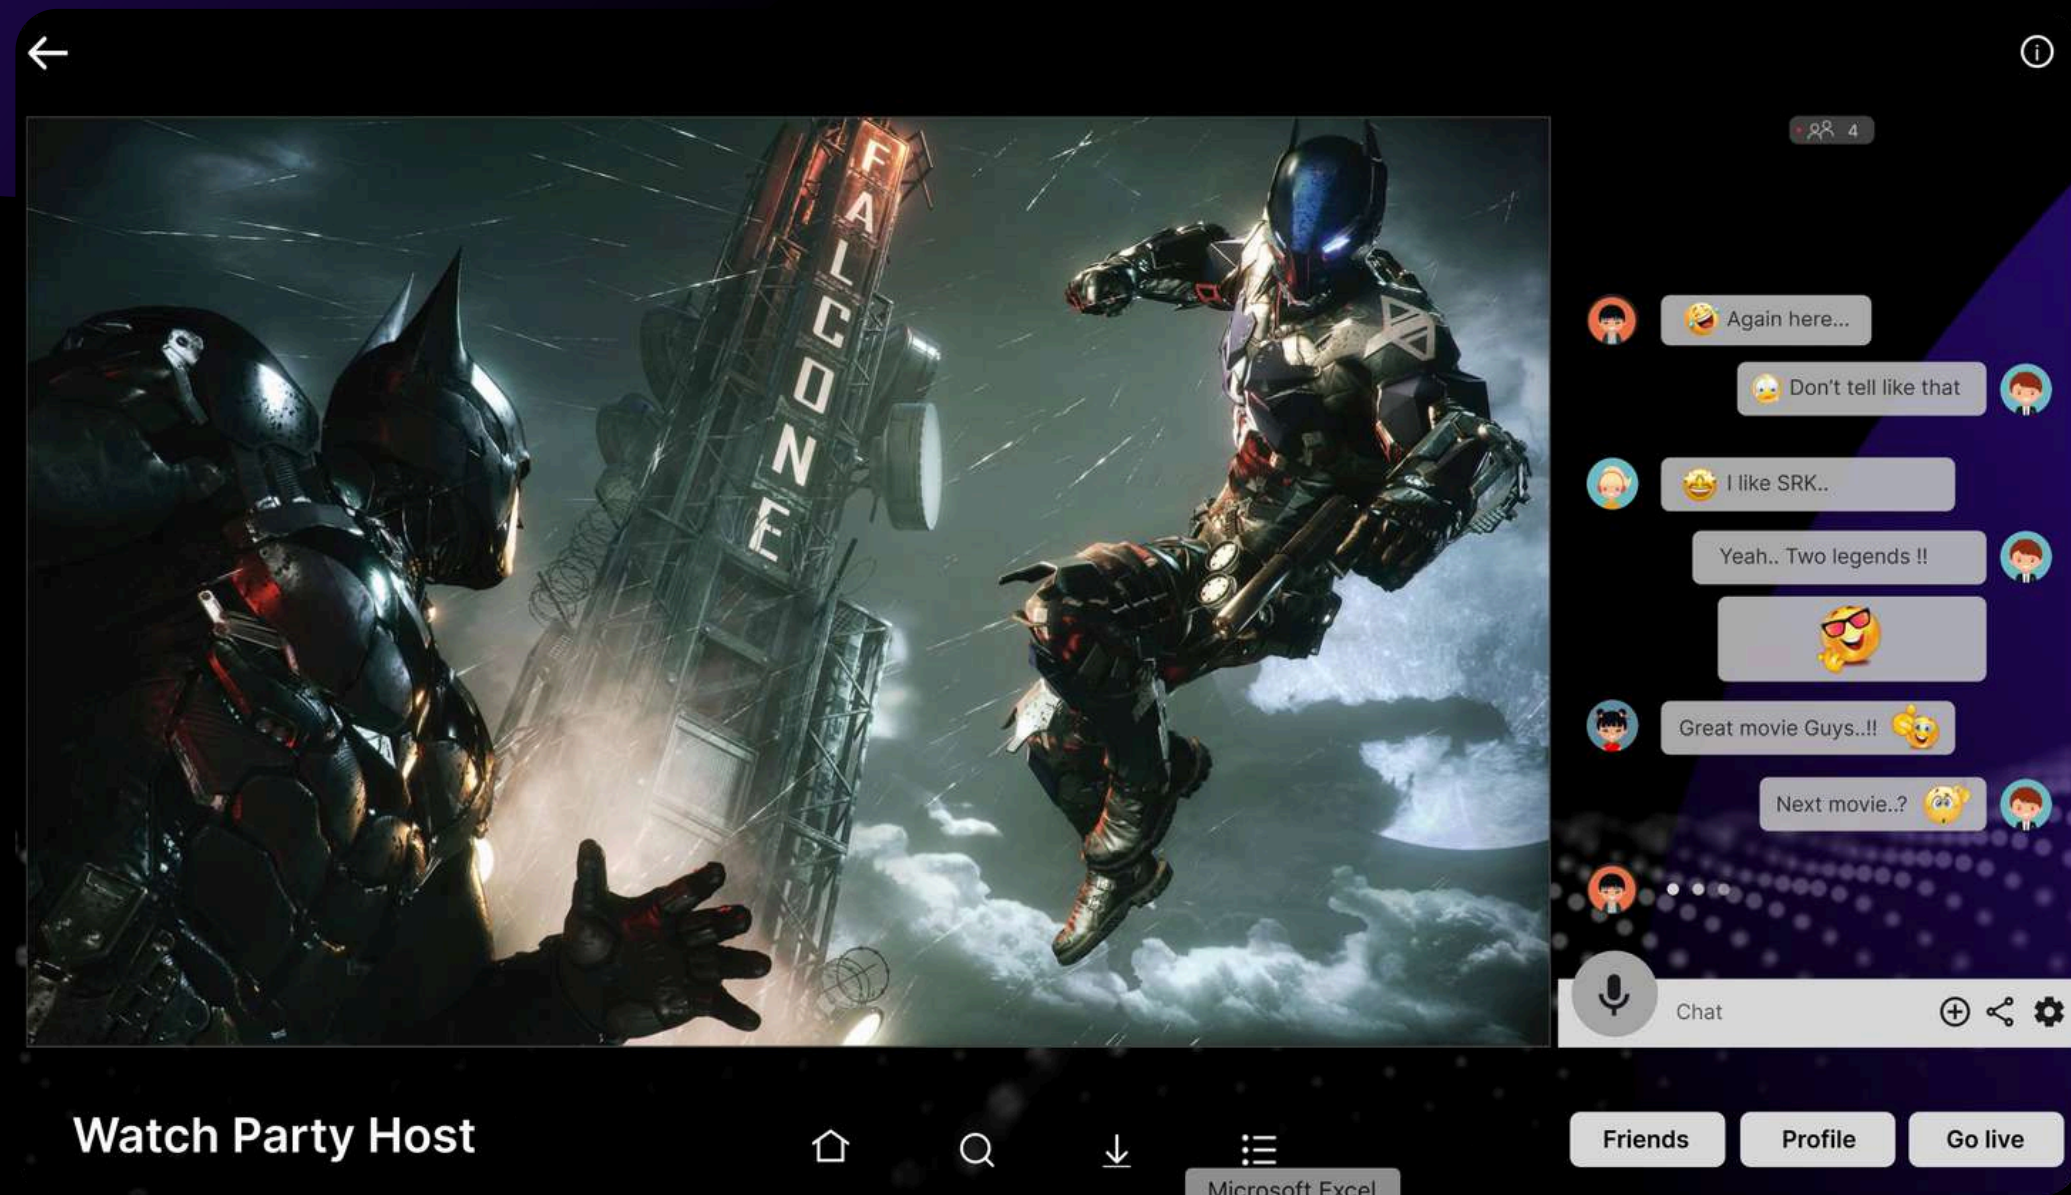 FALCONE
4
Again here...
Don't tell like that
I like SRK..
Yeah.. Two legends !!
Great movie Guys..!!
Next movie..?
Chat
Watch Party Host
Friends
Profile
Go live
Microsoft Excel